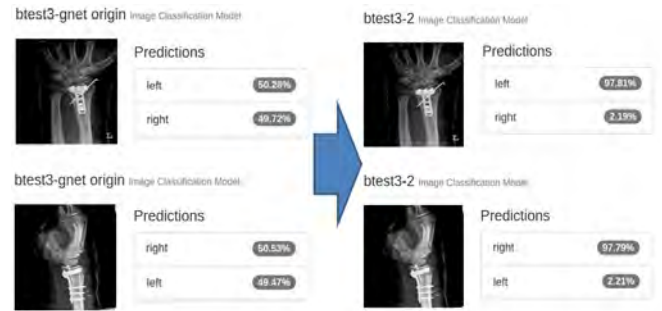 btest3-gnet origin Image Classification Model
Predictions
left 50.28%
right 49.72%
btest3-gnet origin Image Classification Model
Predictions
right 50.53%
left 49.47%
btest3-2 Image Classification Model
Predictions
left 97.81%
right 2.19%
btest3-2 Image Classification Model
Predictions
right 97.79%
left 2.21%